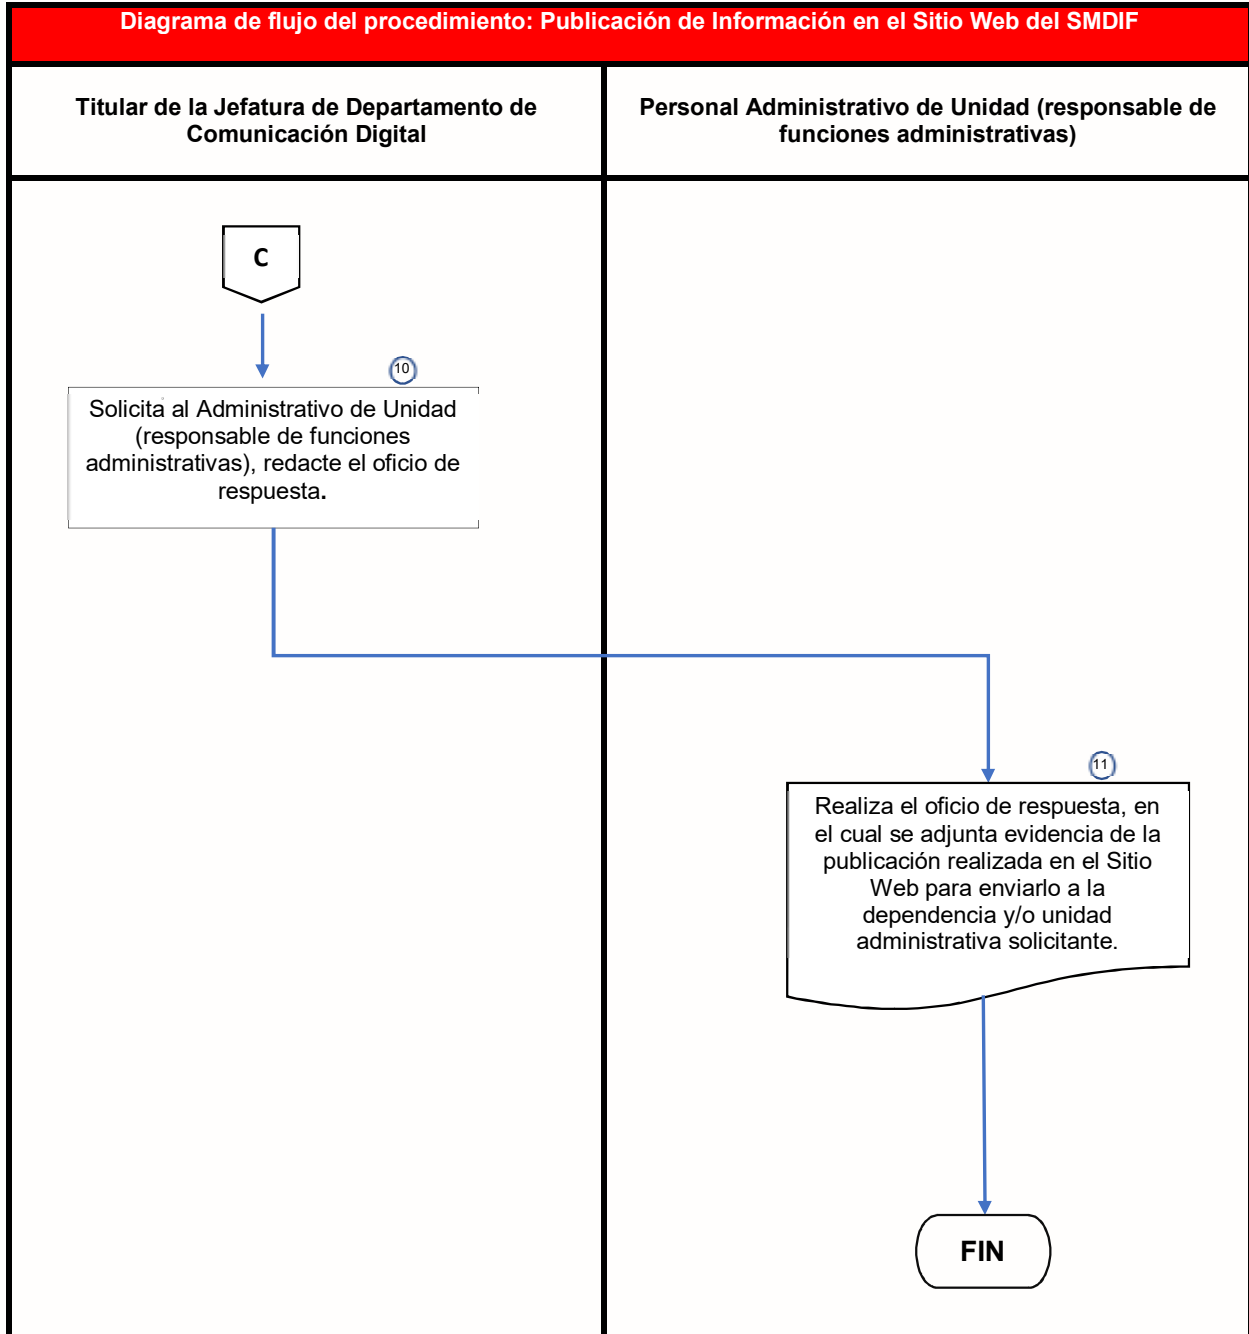 Diagrama de flujo del procedimiento: Publicación de Información en el Sitio Web del SMDIF
Titular de la Jefatura de Departamento de
Comunicación Digital
Personal Administrativo de Unidad (responsable de
funciones administrativas)
C
10
Solicita al Administrativo de Unidad
(responsable de funciones
administrativas), redacte el oficio de
respuesta.
11
Realiza el oficio de respuesta, en
el cual se adjunta evidencia de la
publicación realizada en el Sitio
Web para enviarlo a la
dependencia y/o unidad
administrativa solicitante.
FIN